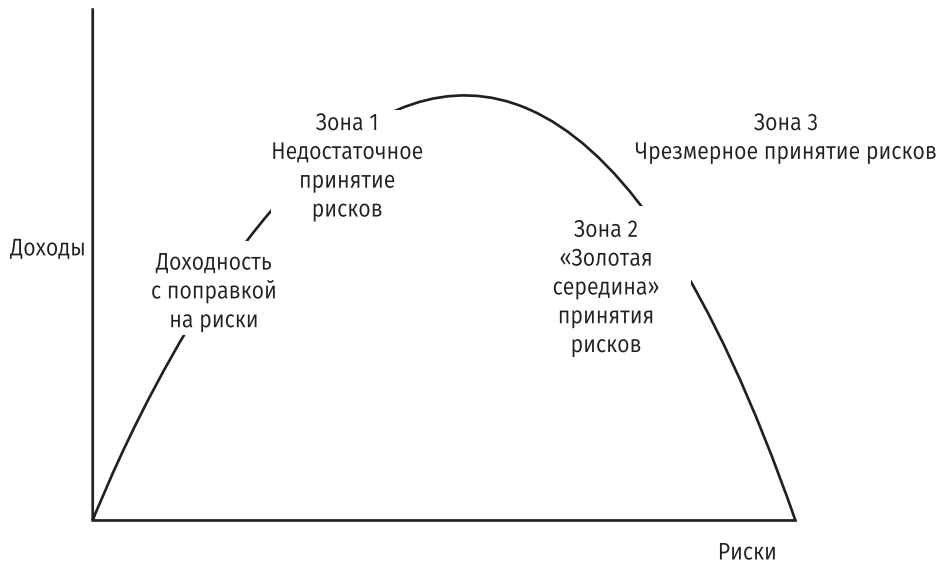 Зона 1
Недостаточное
принятие
рисков
Зона 3
Чрезмерное принятие рисков
Доходы
Доходность
с поправкой
на риски
Зона 2
«Золотая
середина»
принятия
рисков
Риски